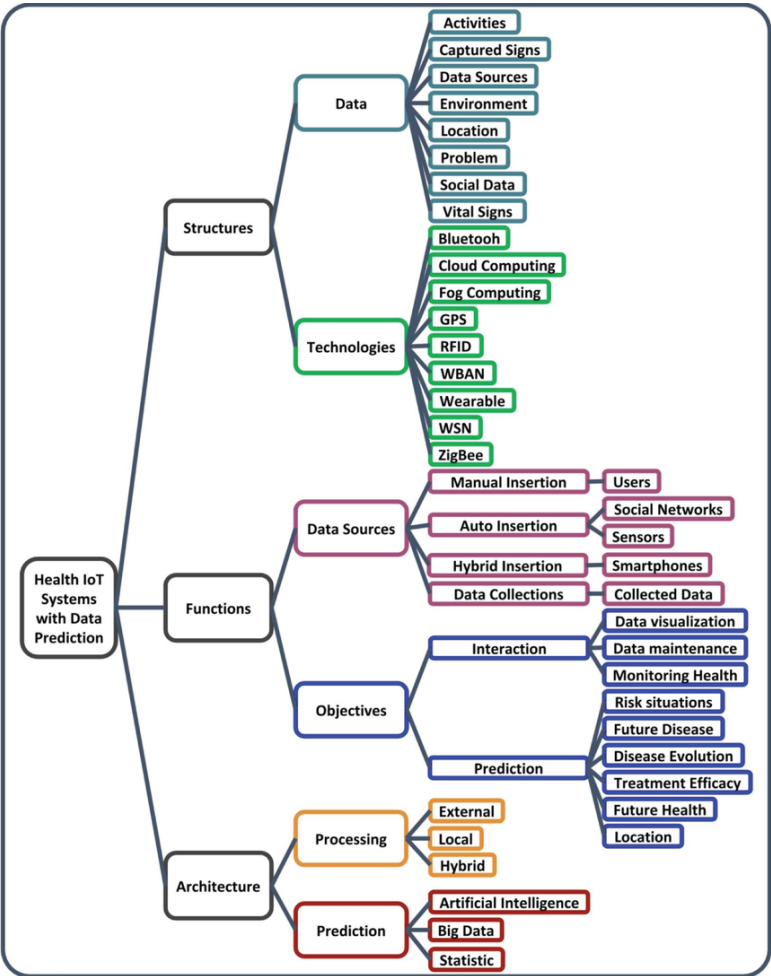 Activities
Captured Signs
Data Sources
Environment
Location
Problem
Social Data
Vital Signs
Data
Structures
Bluetooh
Cloud Computing
Fog Computing
GPS
RFID
WBAN
Wearable
WSN
ZigBee
Technologies
Health IoT
Systems
with Data
Prediction
Functions
Data Sources
Manual Insertion
Users
Auto Insertion
Social Networks
Sensors
Hybrid Insertion
Smartphones
Data Collections
Collected Data
Objectives
Interaction
Data visualization
Data maintenance
Monitoring Health
Prediction
Risk situations
Future Disease
Disease Evolution
Treatment Efficacy
Future Health
Location
Architecture
Processing
External
Local
Hybrid
Prediction
Artificial Intelligence
Big Data
Statistic